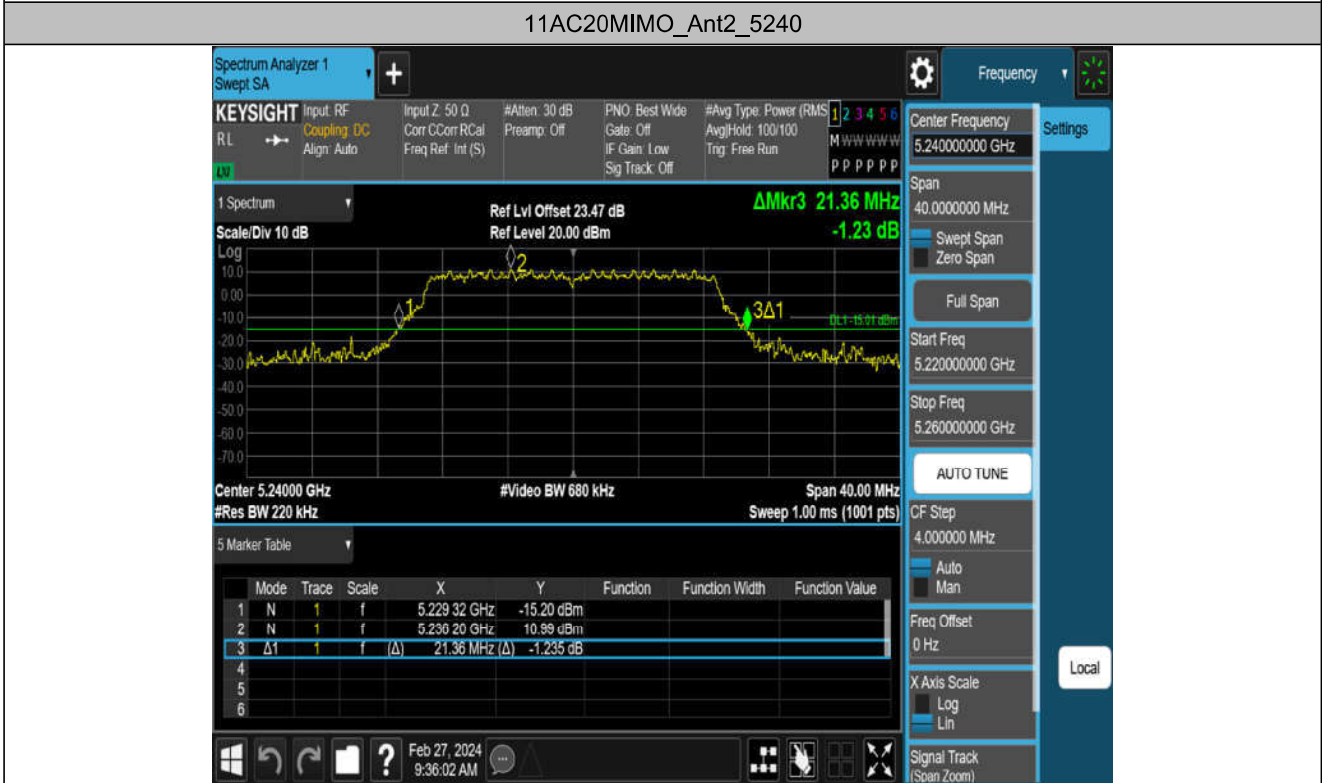 11AC20MIMO_Ant2_5240
Spectrum Analyzer 1
Swept SA
Frequency
KEYSIGHT Input: RF
RL
Coupling: DC
Align: Auto
Input Z: 50 Ω
Corr CCorr RCal
Freq Ref: Int (S)
#Atten: 30 dB
Preamp: Off
PNO: Best Wide
Gate: Off
IF Gain: Low
Sig Track: Off
#Avg Type: Power (RMS
Avg|Hold: 100/100
Trig: Free Run
1 2 3 4 5 6
M W W W W W
P P P P P P
LXI
1 Spectrum
Scale/Div 10 dB
Ref Lvl Offset 23.47 dB
Ref Level 20.00 dBm
ΔMkr3 21.36 MHz
-1.23 dB
Log
10.0
0.00
-10.0
-20.0
-30.0
-40.0
-50.0
-60.0
-70.0
1
2
3Δ1
DL1 -15.01 dBm
Center 5.24000 GHz
#Res BW 220 kHz
#Video BW 680 kHz
Span 40.00 MHz
Sweep 1.00 ms (1001 pts)
5 Marker Table
Mode Trace Scale X Y Function Function Width Function Value
1 N 1 f 5.229 32 GHz -15.20 dBm
2 N 1 f 5.236 20 GHz 10.99 dBm
3 Δ1 1 f (Δ) 21.36 MHz (Δ) -1.235 dB
4
5
6
Feb 27, 2024
9:36:02 AM
Center Frequency
5.240000000 GHz
Settings
Span
40.0000000 MHz
Swept Span
Zero Span
Full Span
Start Freq
5.220000000 GHz
Stop Freq
5.260000000 GHz
AUTO TUNE
CF Step
4.000000 MHz
Auto
Man
Freq Offset
0 Hz
X Axis Scale
Log
Lin
Local
Signal Track
(Span Zoom)